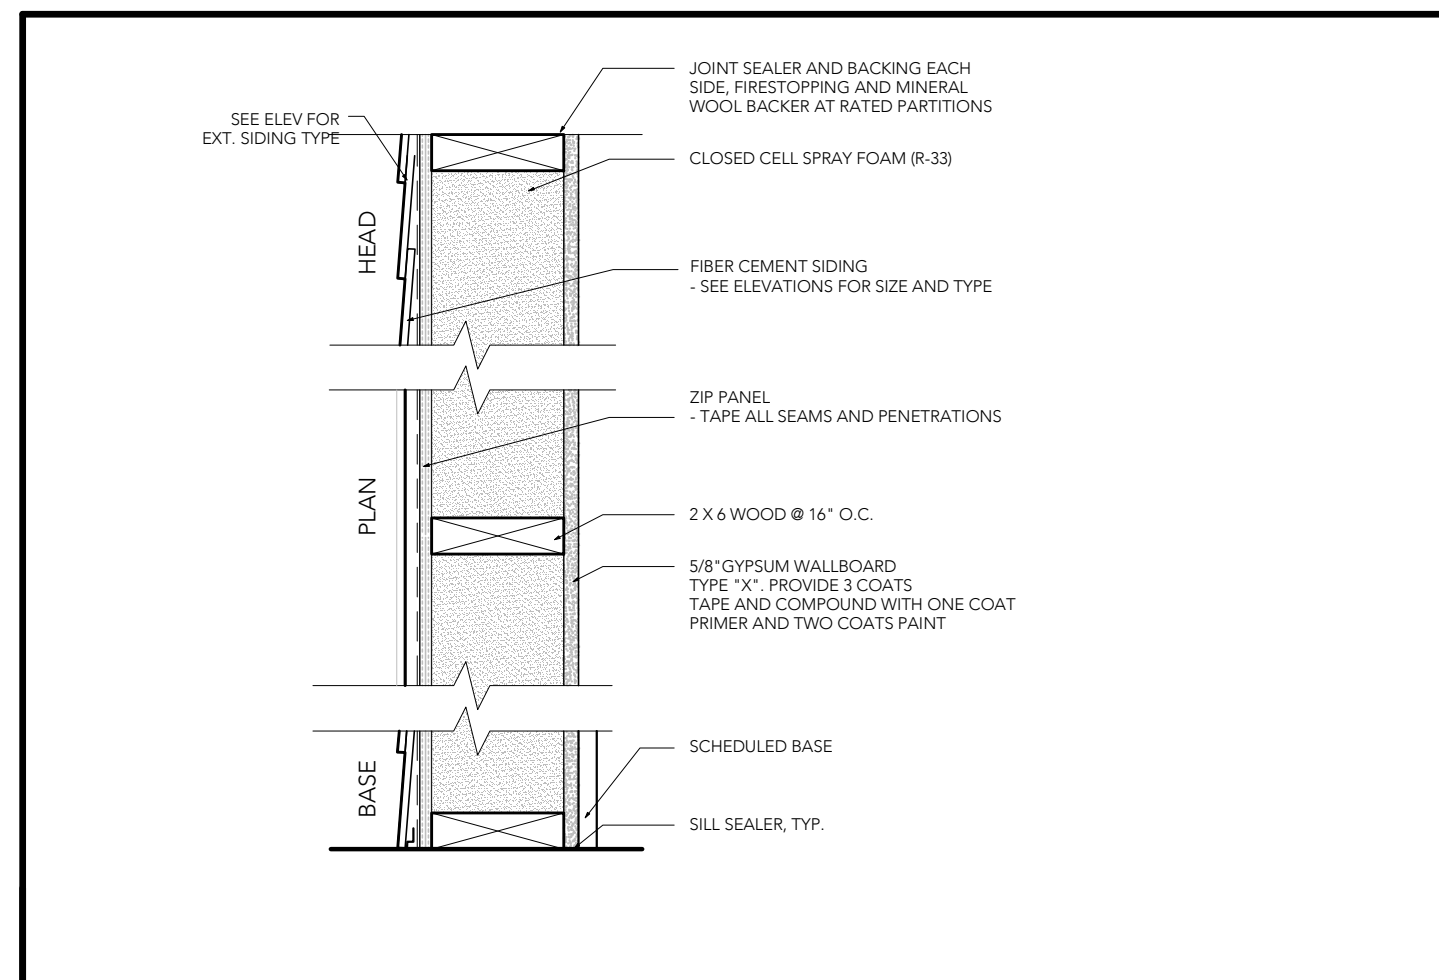 JOINT SEALER AND BACKING EACH
SIDE, FIRESTOPPING AND MINERAL
WOOL BACKER AT RATED PARTITIONS
SEE ELEV FOR
EXT. SIDING TYPE
CLOSED CELL SPRAY FOAM (R-33)
HEAD
FIBER CEMENT SIDING
- SEE ELEVATIONS FOR SIZE AND TYPE
ZIP PANEL
- TAPE ALL SEAMS AND PENETRATIONS
PLAN
2 X 6 WOOD @ 16" O.C.
5/8"GYPSUM WALLBOARD
TYPE "X". PROVIDE 3 COATS
TAPE AND COMPOUND WITH ONE COAT
PRIMER AND TWO COATS PAINT
SCHEDULED BASE
BASE
SILL SEALER, TYP.